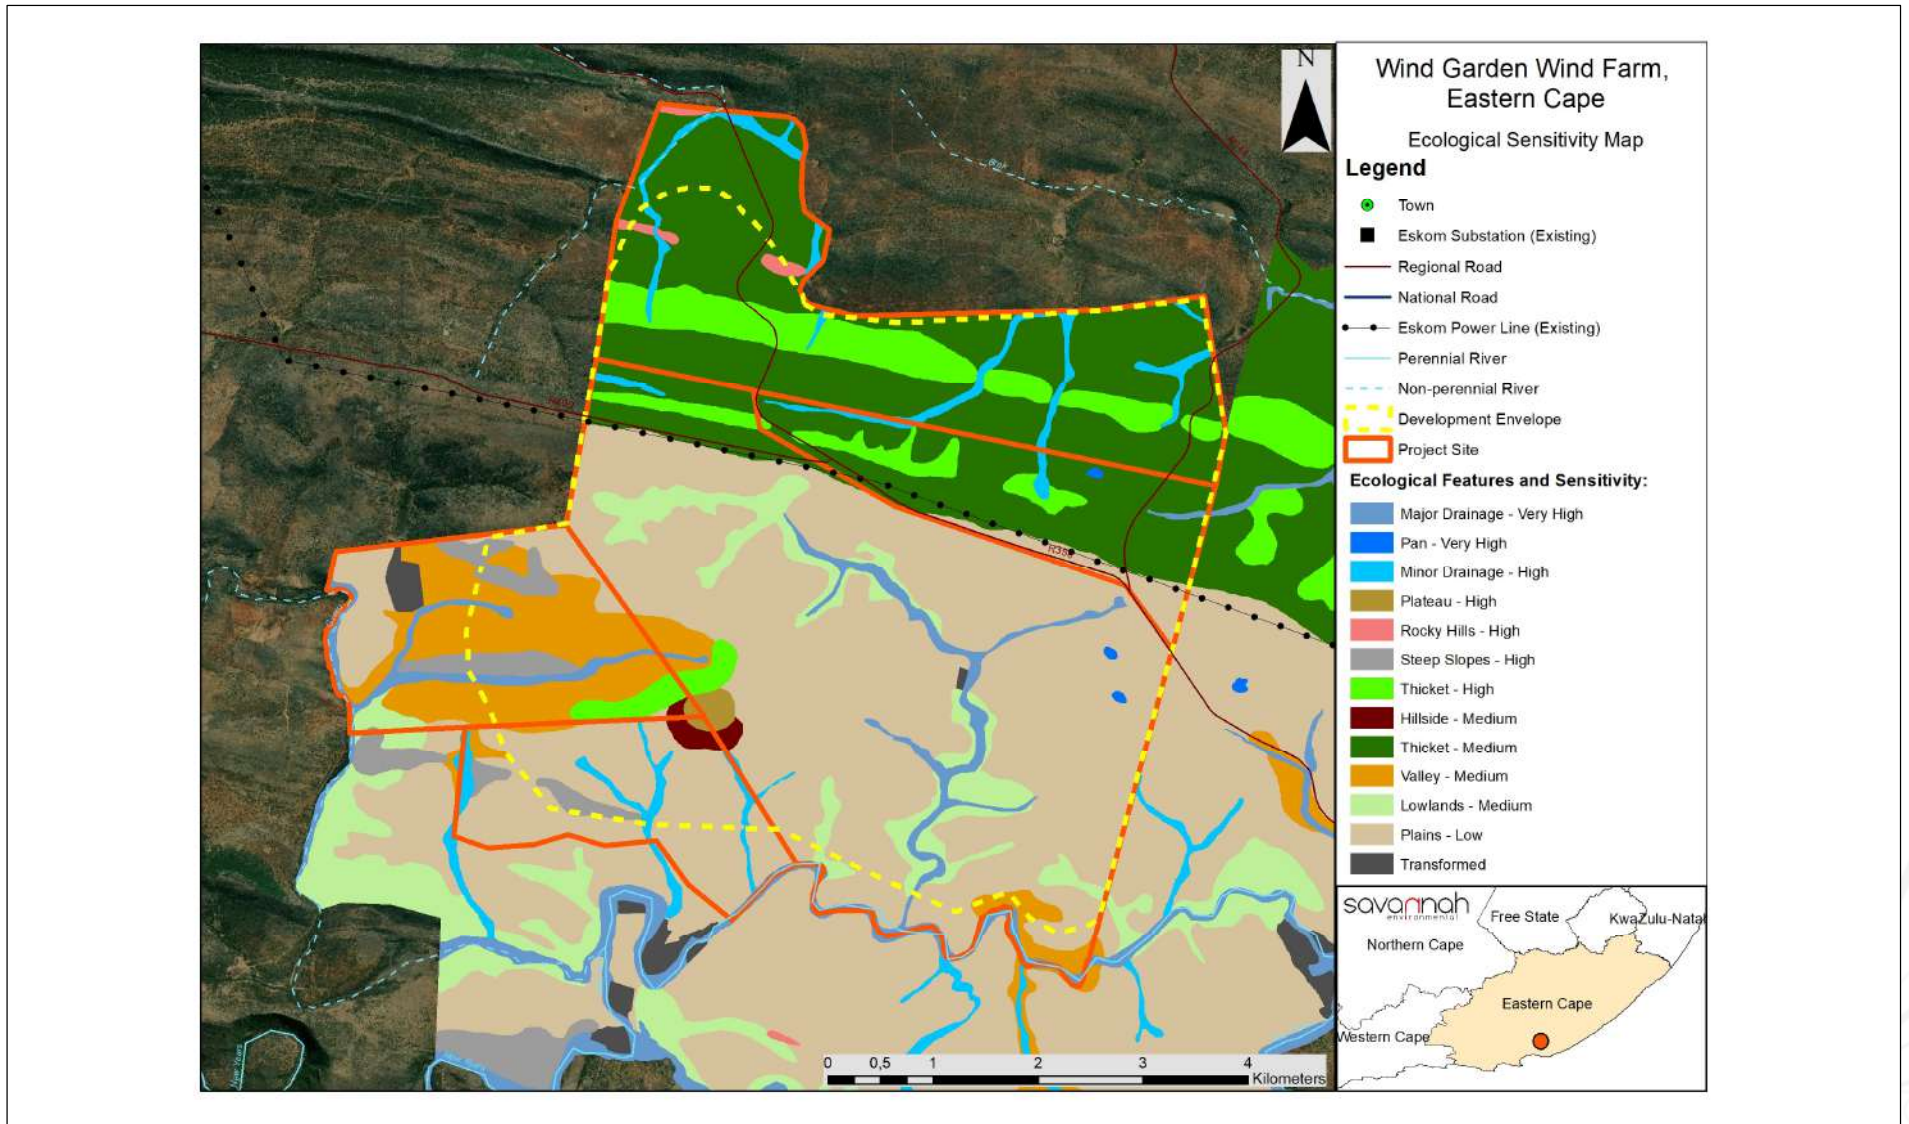 N
Wind Garden Wind Farm,
Eastern Cape
Ecological Sensitivity Map
Legend
Town
Eskom Substation (Existing)
Regional Road
National Road
Eskom Power Line (Existing)
Perennial River
Non-perennial River
Development Envelope
Project Site
Ecological Features and Sensitivity:
Major Drainage - Very High
Pan - Very High
Minor Drainage - High
Plateau - High
Rocky Hills - High
Steep Slopes - High
Thicket - High
Hillside - Medium
Thicket - Medium
Valley - Medium
Lowlands - Medium
Plains - Low
Transformed
New Years
0 0,5 1 2 3 4
Kilometers
savannah
environmental
Free State
KwaZulu-Natal
Northern Cape
Eastern Cape
Western Cape